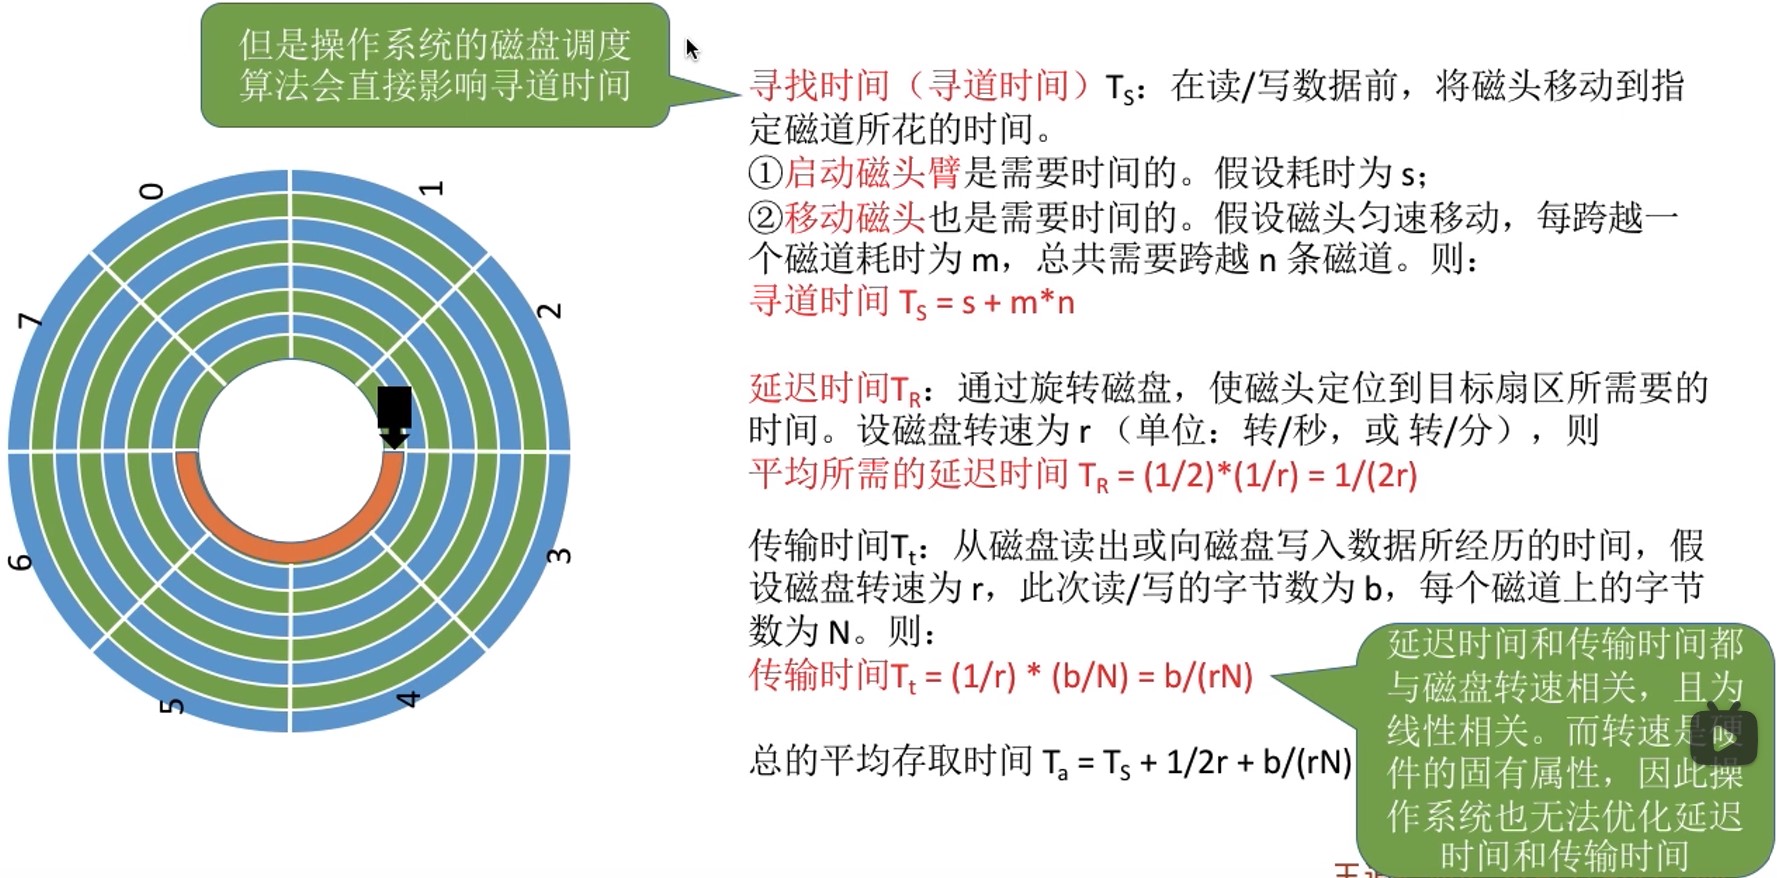 但是操作系统的磁盘调度
算法会直接影响寻道时间
寻找时间（寻道时间）TS：在读/写数据前，将磁头移动到指
定磁道所花的时间。
①启动磁头臂是需要时间的。假设耗时为 s；
②移动磁头也是需要时间的。假设磁头匀速移动，每跨越一
个磁道耗时为 m，总共需要跨越 n 条磁道。则：
寻道时间 TS = s + m*n
延迟时间TR：通过旋转磁盘，使磁头定位到目标扇区所需要的
时间。设磁盘转速为 r （单位：转/秒，或 转/分），则
平均所需的延迟时间 TR = (1/2)*(1/r) = 1/(2r)
传输时间Tt：从磁盘读出或向磁盘写入数据所经历的时间，假
设磁盘转速为 r，此次读/写的字节数为 b，每个磁道上的字节
数为 N。则：
传输时间Tt = (1/r) * (b/N) = b/(rN)
总的平均存取时间 Ta = TS + 1/2r + b/(rN)
延迟时间和传输时间都
与磁盘转速相关，且为
线性相关。而转速是硬
件的固有属性，因此操
作系统也无法优化延迟
时间和传输时间
0
1
2
3
4
5
6
7